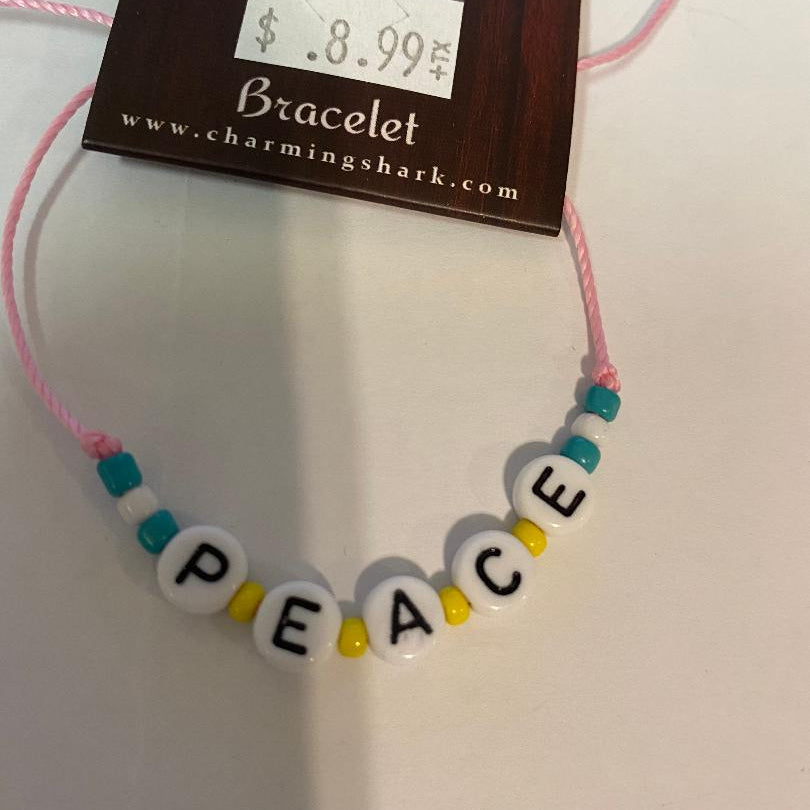 $ .8.99 +TX
Bracelet
www.charmingshark.com
PEACE